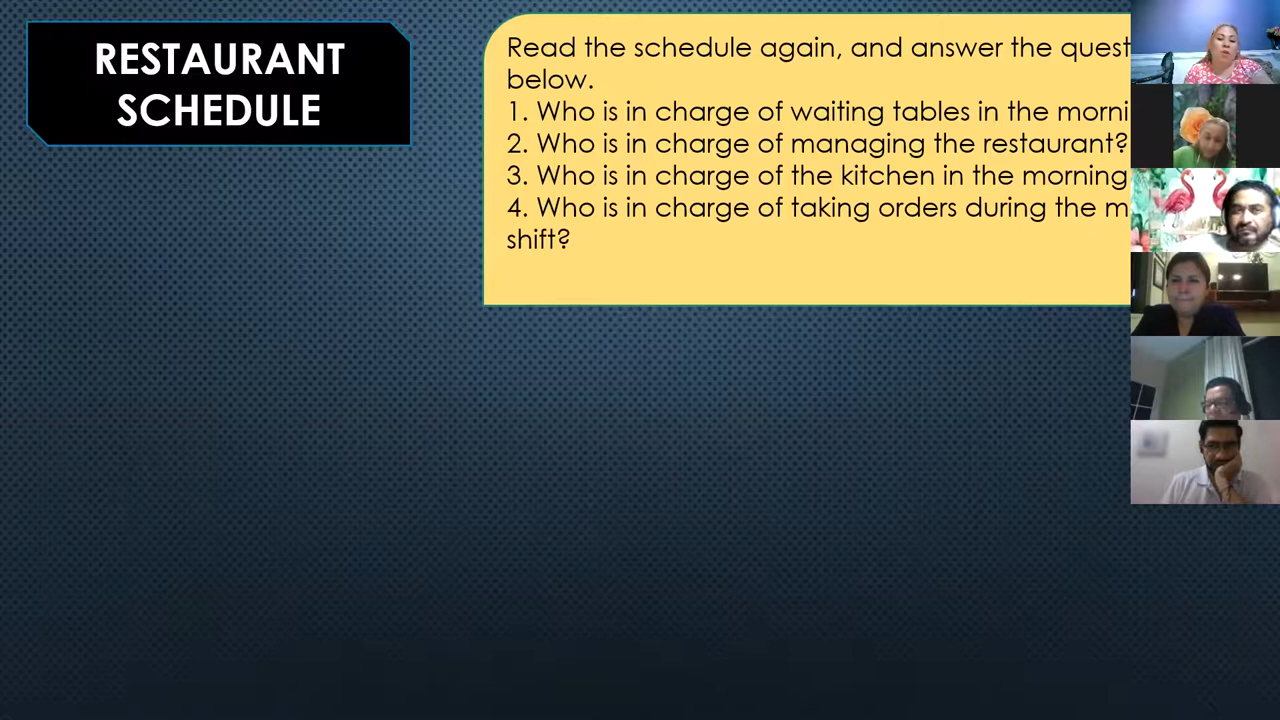 RESTAURANT
SCHEDULE
Read the schedule again, and answer the quest
below.
1. Who is in charge of waiting tables in the morni
2. Who is in charge of managing the restaurant?
3. Who is in charge of the kitchen in the morning
4. Who is in charge of taking orders during the m
shift?